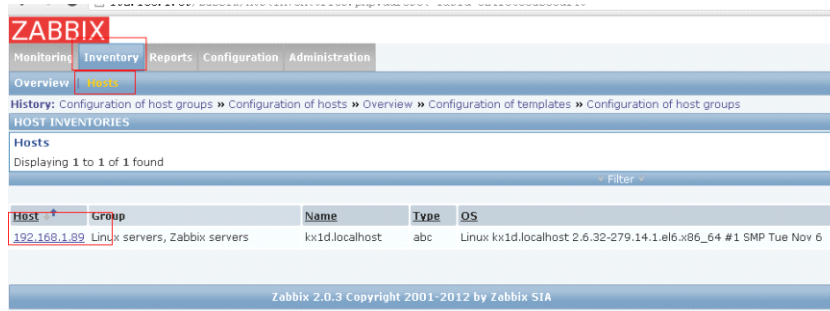 ZABBIX
Monitoring Inventory Reports Configuration Administration
Overview | Hosts
History: Configuration of host groups » Configuration of hosts » Overview » Configuration of templates » Configuration of host groups
HOST INVENTORIES
Hosts
Displaying 1 to 1 of 1 found
Filter
Host Group Name Type OS
192.168.1.89 Linux servers, Zabbix servers kx1d.localhost abc Linux kx1d.localhost 2.6.32-279.14.1.el6.x86_64 #1 SMP Tue Nov 6
Zabbix 2.0.3 Copyright 2001-2012 by Zabbix SIA